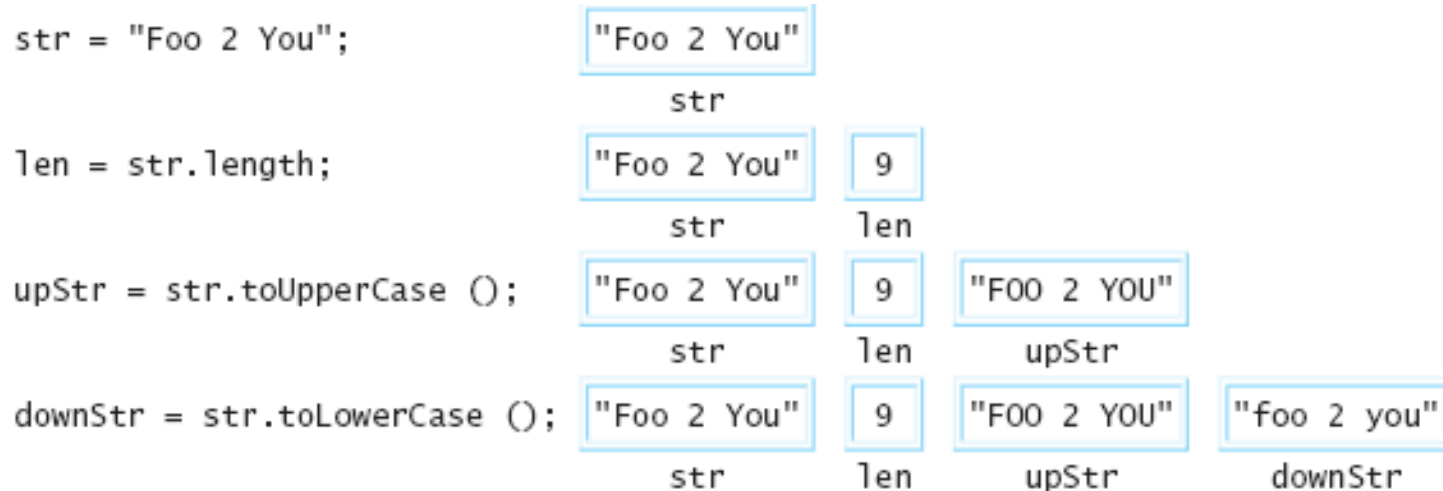 str = "Foo 2 You"; "Foo 2 You"
str
len = str.length; "Foo 2 You" 9
str len
upStr = str.toUpperCase (); "Foo 2 You" 9 "FOO 2 YOU"
str len upStr
downStr = str.toLowerCase (); "Foo 2 You" 9 "FOO 2 YOU" "foo 2 you"
str len upStr downStr